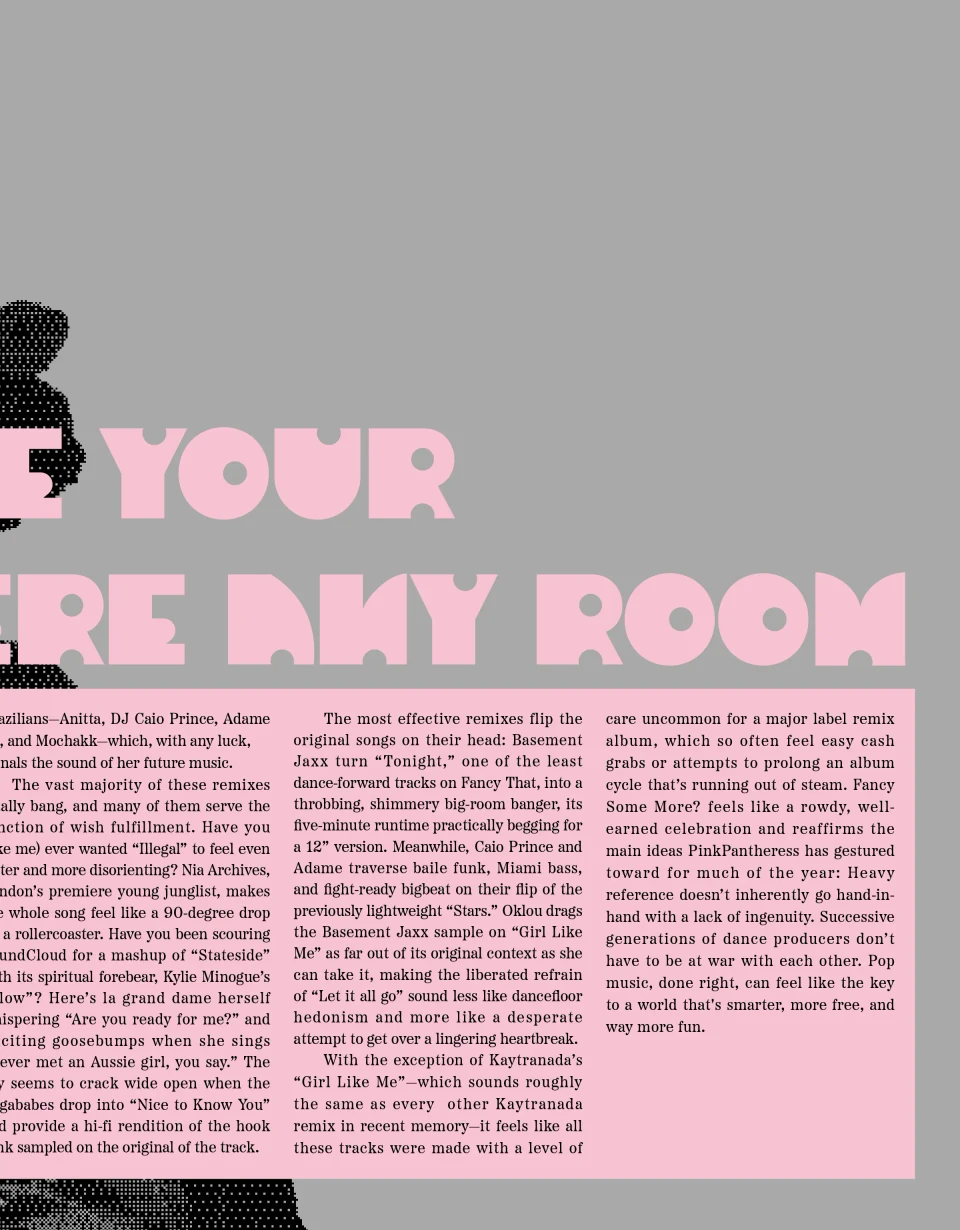 E YOUR
ERE ANY ROOM
azilians—Anitta, DJ Caio Prince, Adame
, and Mochakk—which, with any luck,
nals the sound of her future music.
The vast majority of these remixes
ally bang, and many of them serve the
nction of wish fulfillment. Have you
ke me) ever wanted “Illegal” to feel even
ter and more disorienting? Nia Archives,
ndon’s premiere young junglist, makes
e whole song feel like a 90-degree drop
a rollercoaster. Have you been scouring
undCloud for a mashup of “Stateside”
th its spiritual forebear, Kylie Minogue’s
low”? Here’s la grand dame herself
hispering “Are you ready for me?” and
citing goosebumps when she sings
ever met an Aussie girl, you say.” The
y seems to crack wide open when the
gababes drop into “Nice to Know You”
d provide a hi-fi rendition of the hook
nk sampled on the original of the track.
The most effective remixes flip the
original songs on their head: Basement
Jaxx turn “Tonight,” one of the least
dance-forward tracks on Fancy That, into a
throbbing, shimmery big-room banger, its
five-minute runtime practically begging for
a 12” version. Meanwhile, Caio Prince and
Adame traverse baile funk, Miami bass,
and fight-ready bigbeat on their flip of the
previously lightweight “Stars.” Oklou drags
the Basement Jaxx sample on “Girl Like
Me” as far out of its original context as she
can take it, making the liberated refrain
of “Let it all go” sound less like dancefloor
hedonism and more like a desperate
attempt to get over a lingering heartbreak.
With the exception of Kaytranada’s
“Girl Like Me”—which sounds roughly
the same as every other Kaytranada
remix in recent memory—it feels like all
these tracks were made with a level of
care uncommon for a major label remix
album, which so often feel easy cash
grabs or attempts to prolong an album
cycle that’s running out of steam. Fancy
Some More? feels like a rowdy, well-
earned celebration and reaffirms the
main ideas PinkPantheress has gestured
toward for much of the year: Heavy
reference doesn’t inherently go hand-in-
hand with a lack of ingenuity. Successive
generations of dance producers don’t
have to be at war with each other. Pop
music, done right, can feel like the key
to a world that’s smarter, more free, and
way more fun.